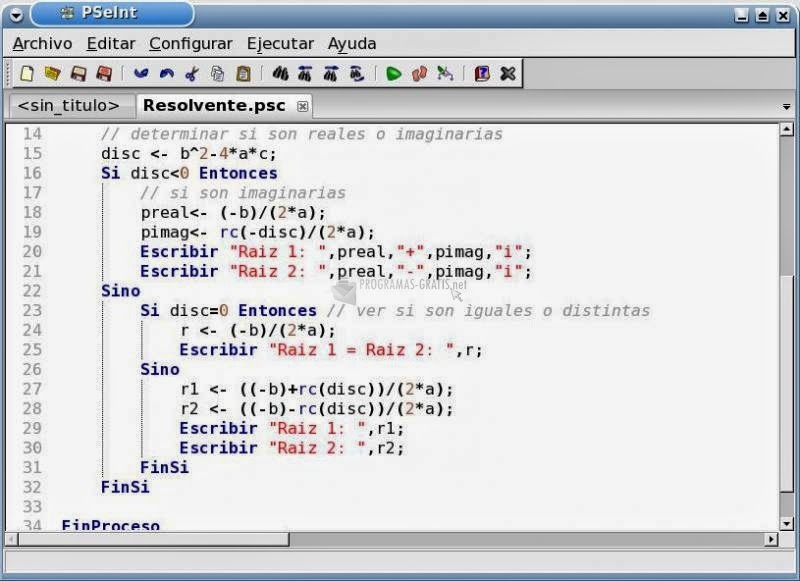 PSeInt
Archivo Editar Configurar Ejecutar Ayuda
<sin_titulo> Resolvente.psc
14 // determinar si son reales o imaginarias
15 disc <- b^2-4*a*c;
16 Si disc<0 Entonces
17 // si son imaginarias
18 preal<- (-b)/(2*a);
19 pimag<- rc(-disc)/(2*a);
20 Escribir "Raiz 1: ",preal,"+",pimag,"i";
21 Escribir "Raiz 2: ",preal,"-",pimag,"i";
22 Sino
PROGRAMAS-GRATIS.net
23 Si disc=0 Entonces // ver si son iguales o distintas
24 r <- (-b)/(2*a);
25 Escribir "Raiz 1 = Raiz 2: ",r;
26 Sino
27 r1 <- ((-b)+rc(disc))/(2*a);
28 r2 <- ((-b)-rc(disc))/(2*a);
29 Escribir "Raiz 1: ",r1;
30 Escribir "Raiz 2: ",r2;
31 FinSi
32 FinSi
33
34 FinProceso